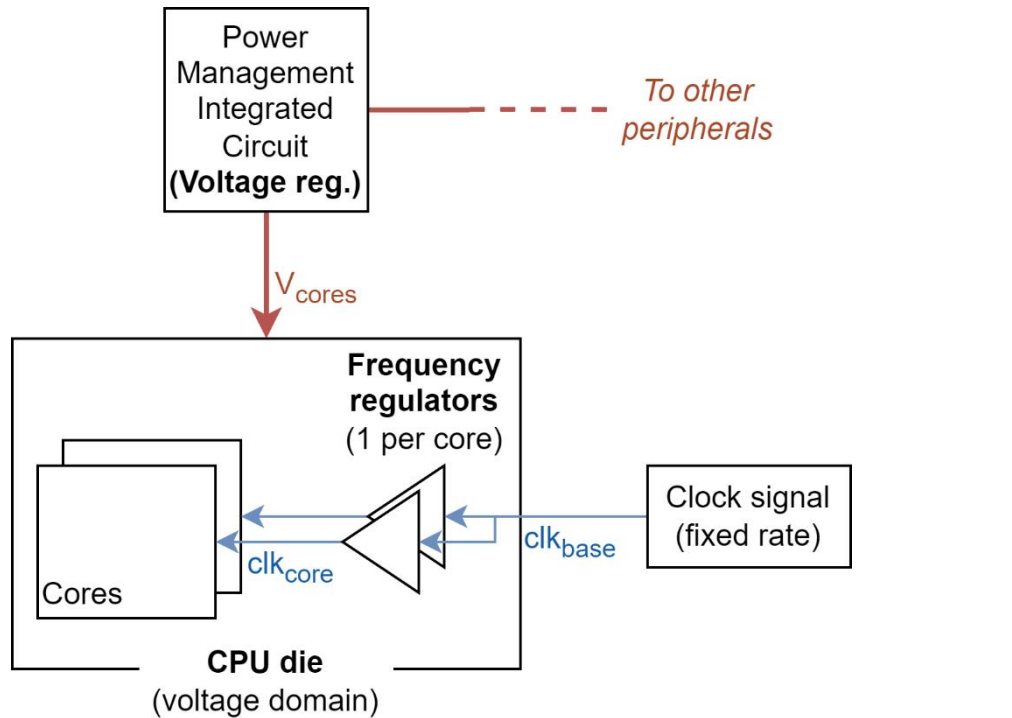 Power
Management
Integrated
Circuit
(Voltage reg.)
To other
peripherals
Vcores
Frequency
regulators
(1 per core)
Clock signal
(fixed rate)
clkbase
clkcore
Cores
CPU die
(voltage domain)